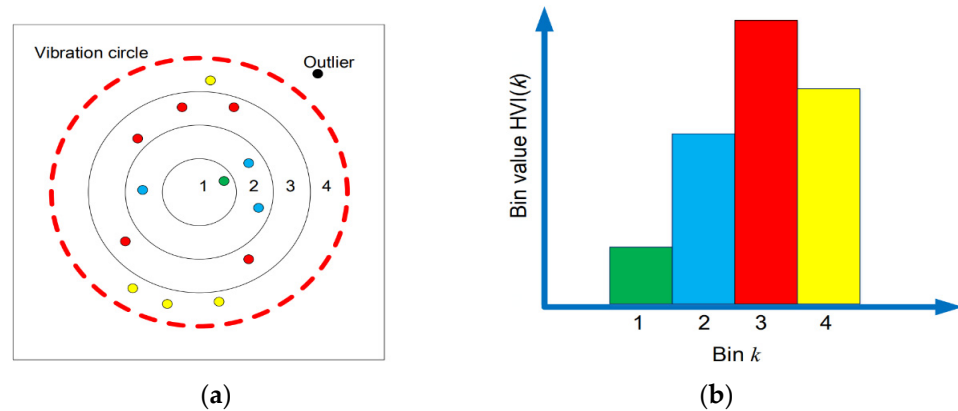 Vibration circle
Outlier
1 2 3 4
(a)
Bin value HVI(k)
1 2 3 4
Bin k
(b)